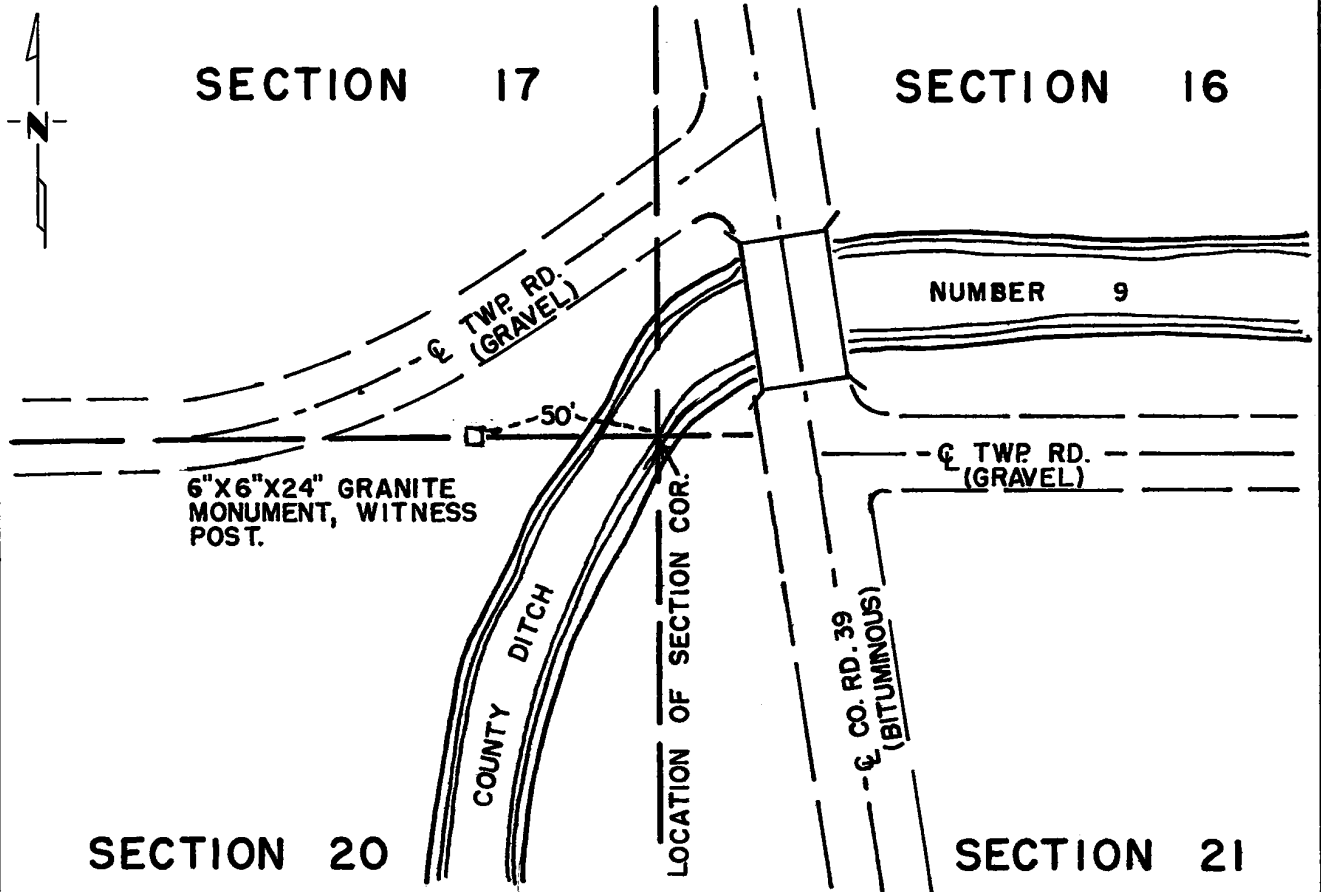 SECTION 17
SECTION 16
N
NUMBER 9
℄ TWP. RD.
(GRAVEL)
50'
℄ TWP. RD.
(GRAVEL)
6"X6"X24" GRANITE
MONUMENT, WITNESS
POST.
LOCATION OF SECTION COR.
COUNTY DITCH
℄ CO. RD. 39
(BITUMINOUS)
SECTION 20
SECTION 21